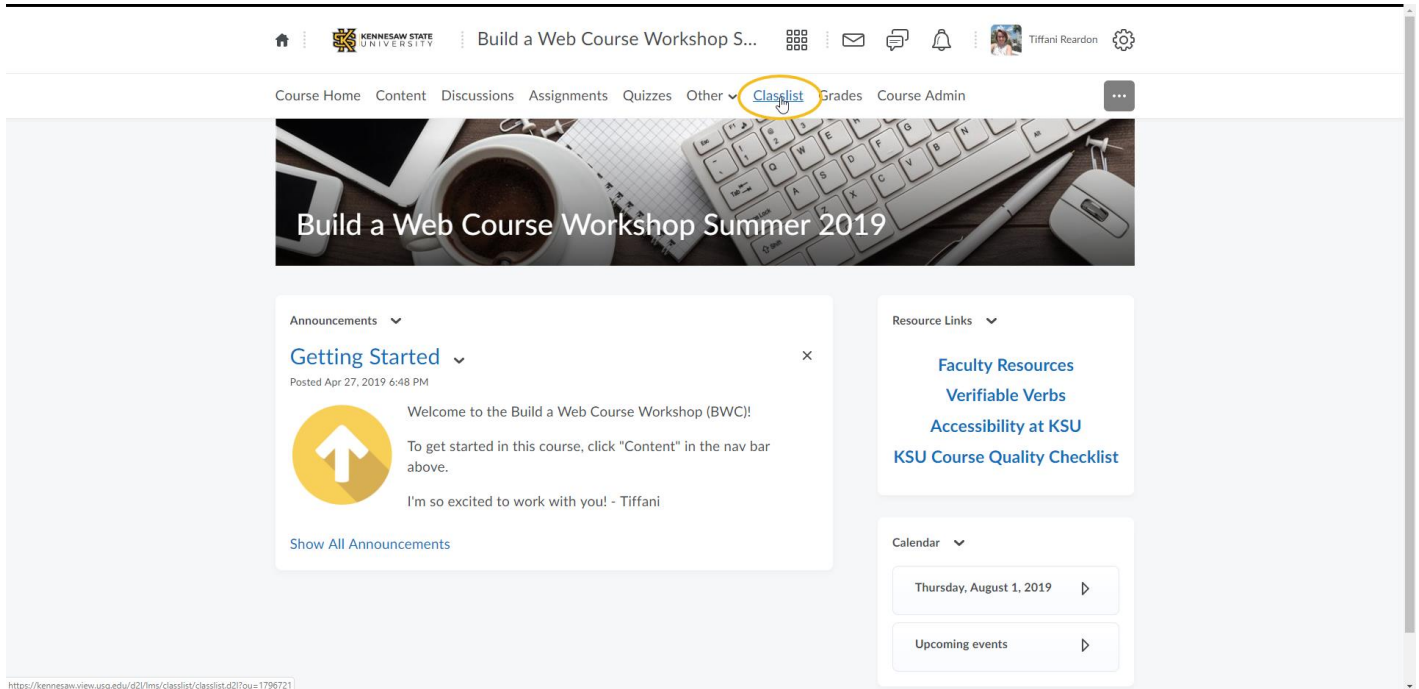 KENNESAW STATE
UNIVERSITY
Build a Web Course Workshop S...
Tiffani Reardon
Course Home Content Discussions Assignments Quizzes Other Classlist Grades Course Admin
Build a Web Course Workshop Summer 2019
Announcements
Getting Started
Posted Apr 27, 2019 6:48 PM
Welcome to the Build a Web Course Workshop (BWC)!
To get started in this course, click "Content" in the nav bar
above.
I'm so excited to work with you! - Tiffani
Show All Announcements
Resource Links
Faculty Resources
Verifiable Verbs
Accessibility at KSU
KSU Course Quality Checklist
Calendar
Thursday, August 1, 2019
Upcoming events
https://kennesaw.view.usg.edu/d2l/lms/classlist/classlist.d2l?ou=1796721